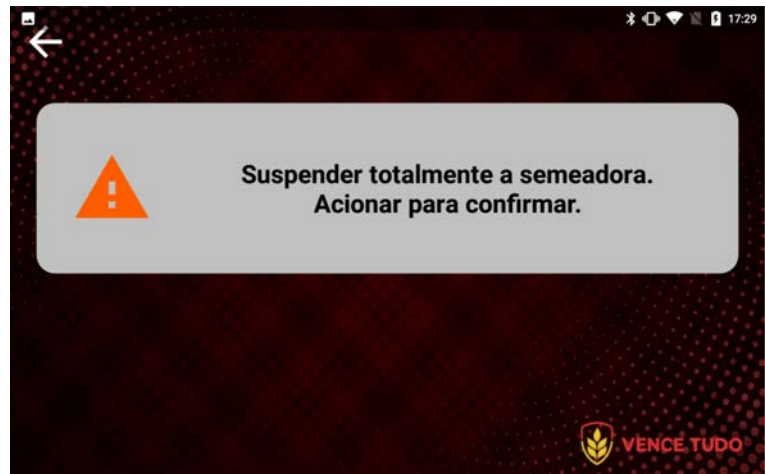 17:29
Suspender totalmente a semeadora.
Acionar para confirmar.
VENCE TUDO